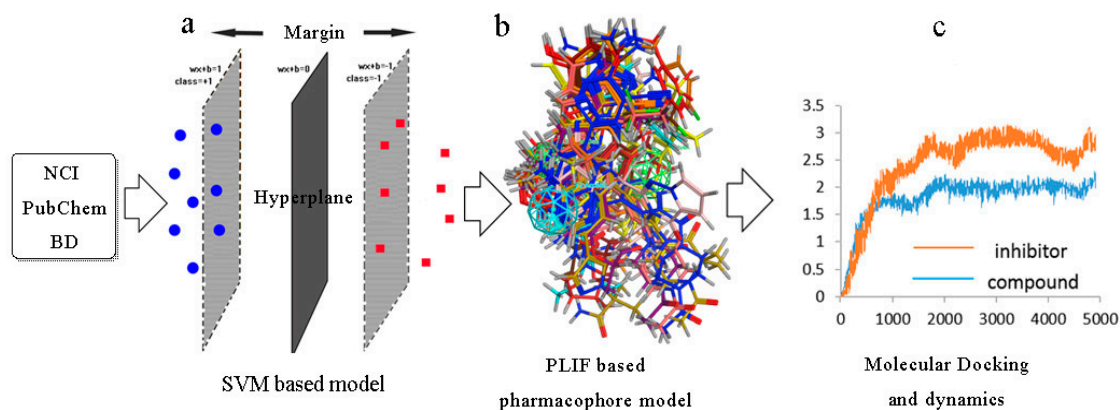 NCI
PubChem
BD
a
Margin
wx+b=1
class=+1
wx+b=0
wx+b=-1
class=-1
Hyperplane
SVM based model
b
PLIF based
pharmacophore model
c
3.5
3
2.5
2
1.5
1
0.5
0
inhibitor
compound
0 1000 2000 3000 4000 5000
Molecular Docking
and dynamics